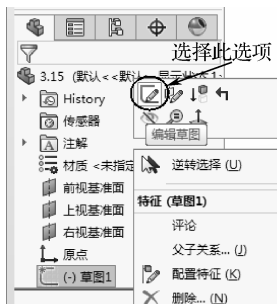 选择此选项
3.15 (默认<<默认>_显示状态1>
History
传感器
编辑草图
注解
材质 <未指定
逆转选择 (U)
前视基准面
特征 (草图1)
上视基准面
评论
右视基准面
父子关系... (J)
原点
配置特征 (K)
(-) 草图1
删除... (N)